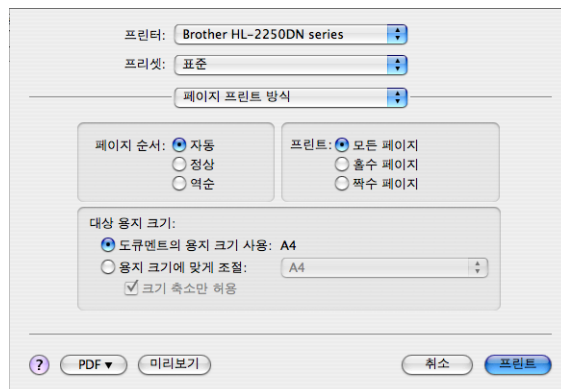 프린터: Brother HL-2250DN series
프리셋: 표준
페이지 프린트 방식
페이지 순서: 자동
정상
역순
프린트: 모든 페이지
홀수 페이지
짝수 페이지
대상 용지 크기:
도큐멘트의 용지 크기 사용: A4
용지 크기에 맞게 조절: A4
크기 축소만 허용
? PDF▼ 미리보기 취소 프린트